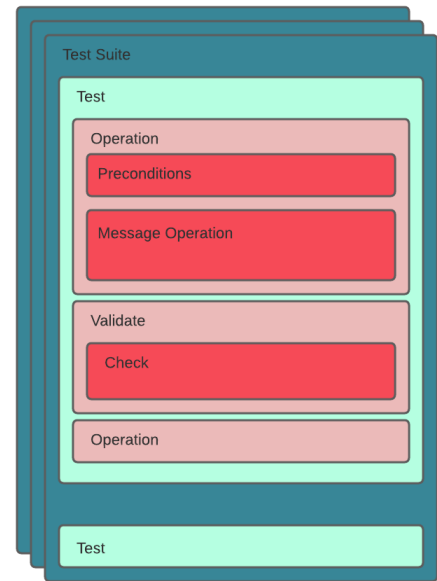 Test Suite
Test
Operation
Preconditions
Message Operation
Validate
Check
Operation
Test